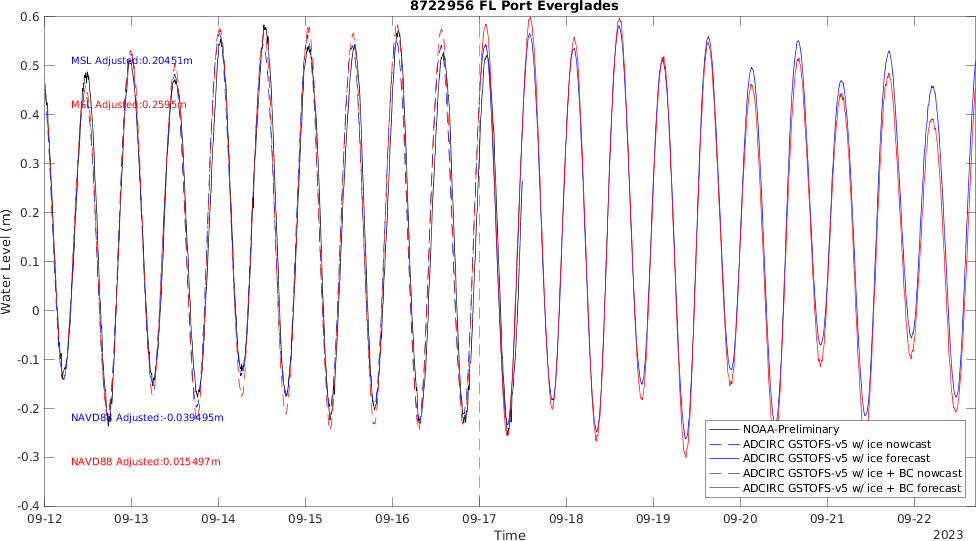 8722956 FL Port Everglades
0.6
0.5
0.4
0.3
0.2
0.1
0
-0.1
-0.2
-0.3
-0.4
Water Level (m)
MSL Adjusted:0.20451m
MSL Adjusted:0.2595m
NAVD88 Adjusted:-0.039495m
NAVD88 Adjusted:0.015497m
NOAA-Preliminary
ADCIRC GSTOFS-v5 w/ ice nowcast
ADCIRC GSTOFS-v5 w/ ice forecast
ADCIRC GSTOFS-v5 w/ ice + BC nowcast
ADCIRC GSTOFS-v5 w/ ice + BC forecast
09-12 09-13 09-14 09-15 09-16 09-17 09-18 09-19 09-20 09-21 09-22
Time
2023